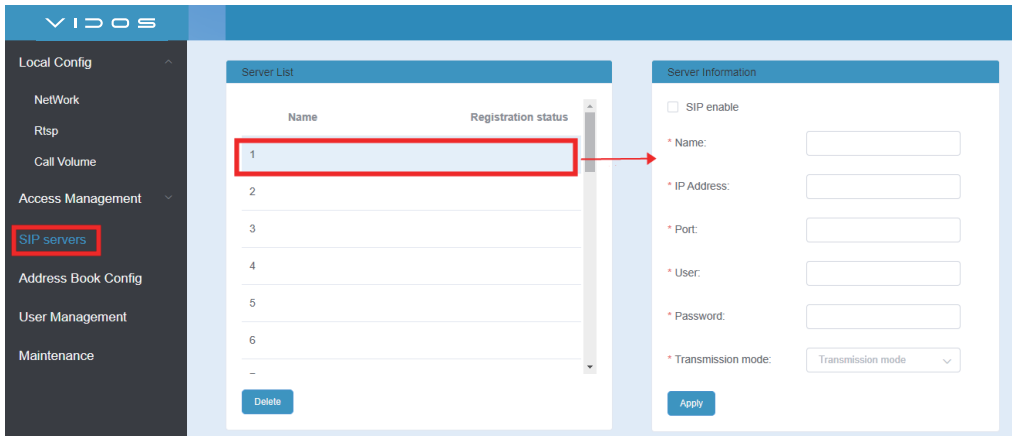 VIDOS
Local Config
NetWork
Rtsp
Call Volume
Access Management
SIP servers
Address Book Config
User Management
Maintenance
Server List
Name Registration status
1
2
3
4
5
6
Delete
Server Information
SIP enable
* Name:
* IP Address:
* Port:
* User:
* Password:
* Transmission mode: Transmission mode
Apply